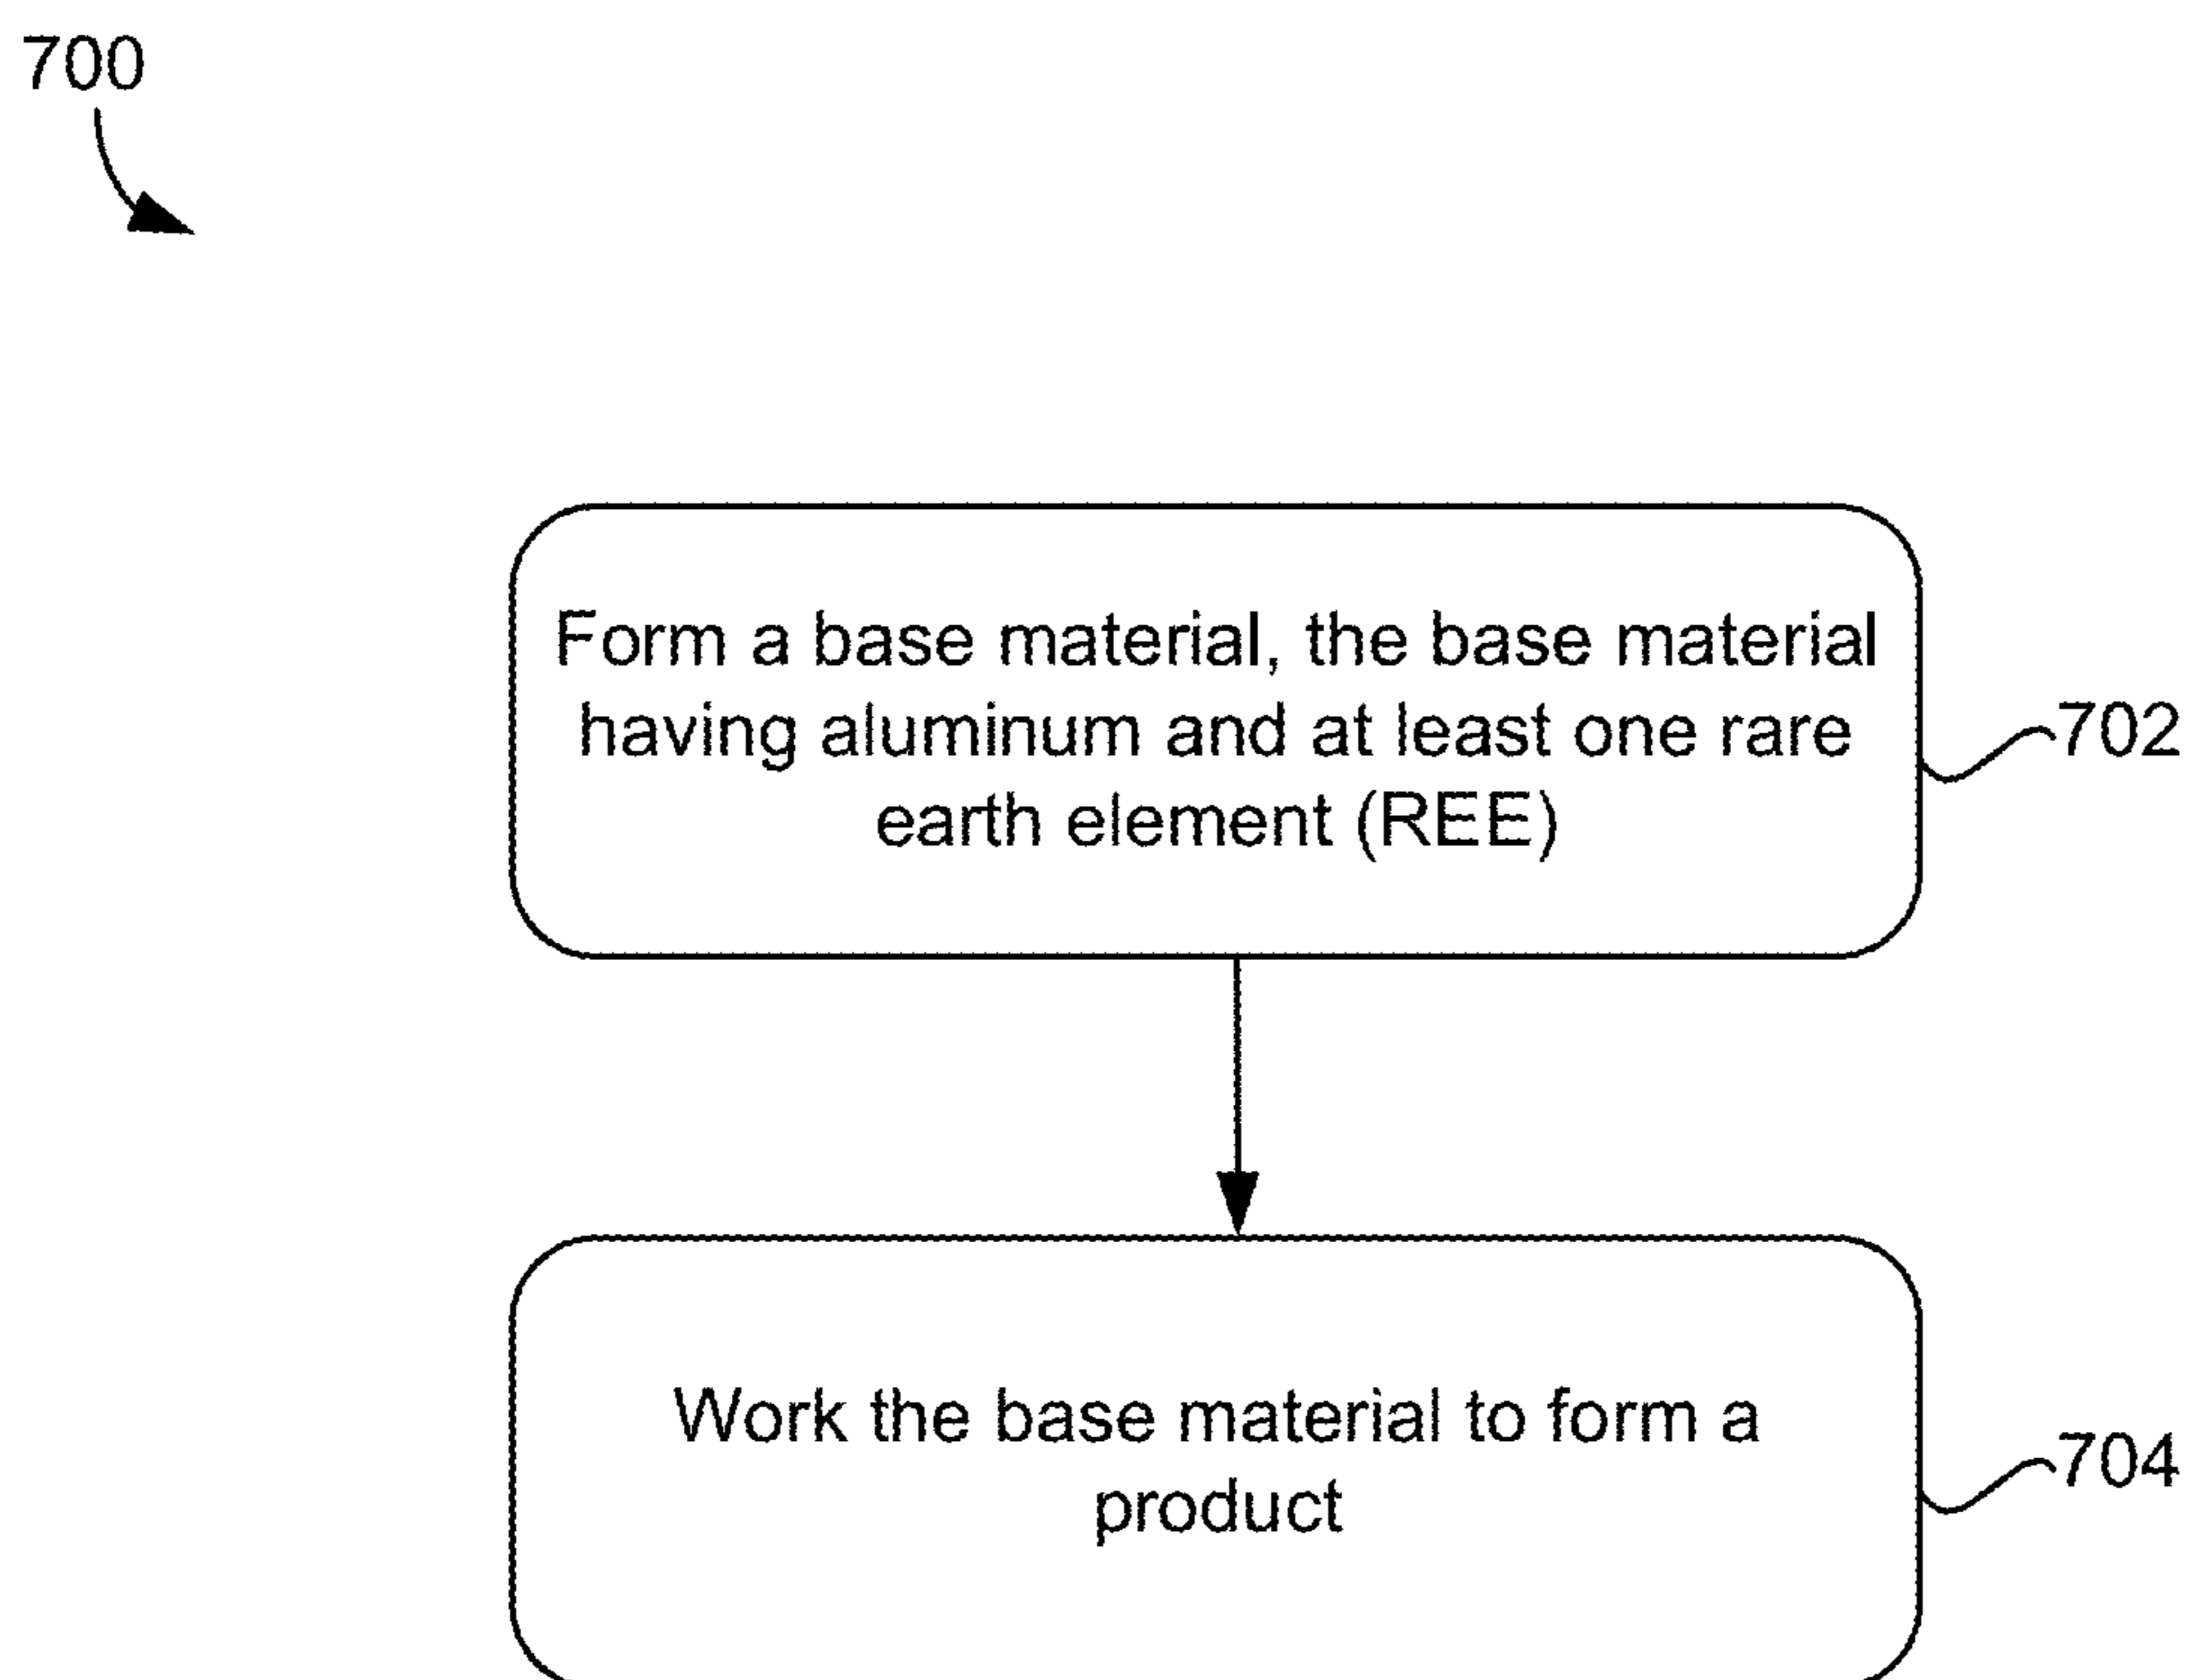 700
Form a base material, the base material
having aluminum and at least one rare
earth element (REE)
702
Work the base material to form a
product
704